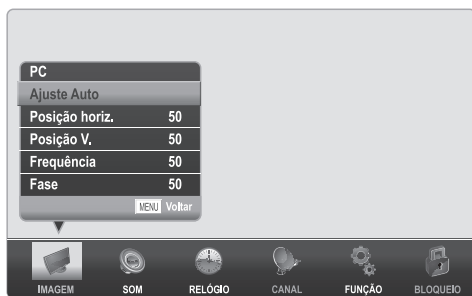 PC
Ajuste Auto
Posição horiz. 50
Posição V. 50
Frequência 50
Fase 50
MENU Voltar
IMAGEM SOM RELÓGIO CANAL FUNÇÃO BLOQUEIO